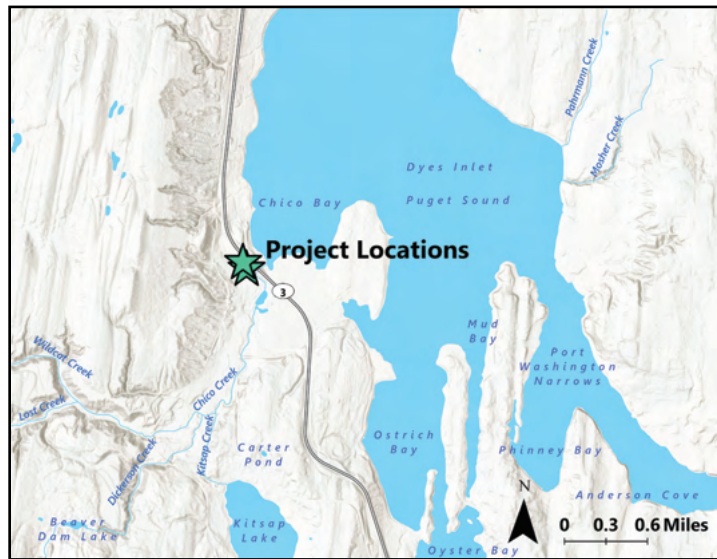 Pahrmann Creek
Mosher Creek
Dyes Inlet
Puget Sound
Chico Bay
Project Locations
3
Mud
Bay
Port
Washington
Narrows
Wildcat Creek
Lost Creek
Chico Creek
Kitsap Creek
Dickerson Creek
Carter
Pond
Ostrich
Bay
Phinney Bay
Anderson Cove
Beaver
Dam Lake
Kitsap
Lake
Oyster Bay
N
0 0.3 0.6 Miles